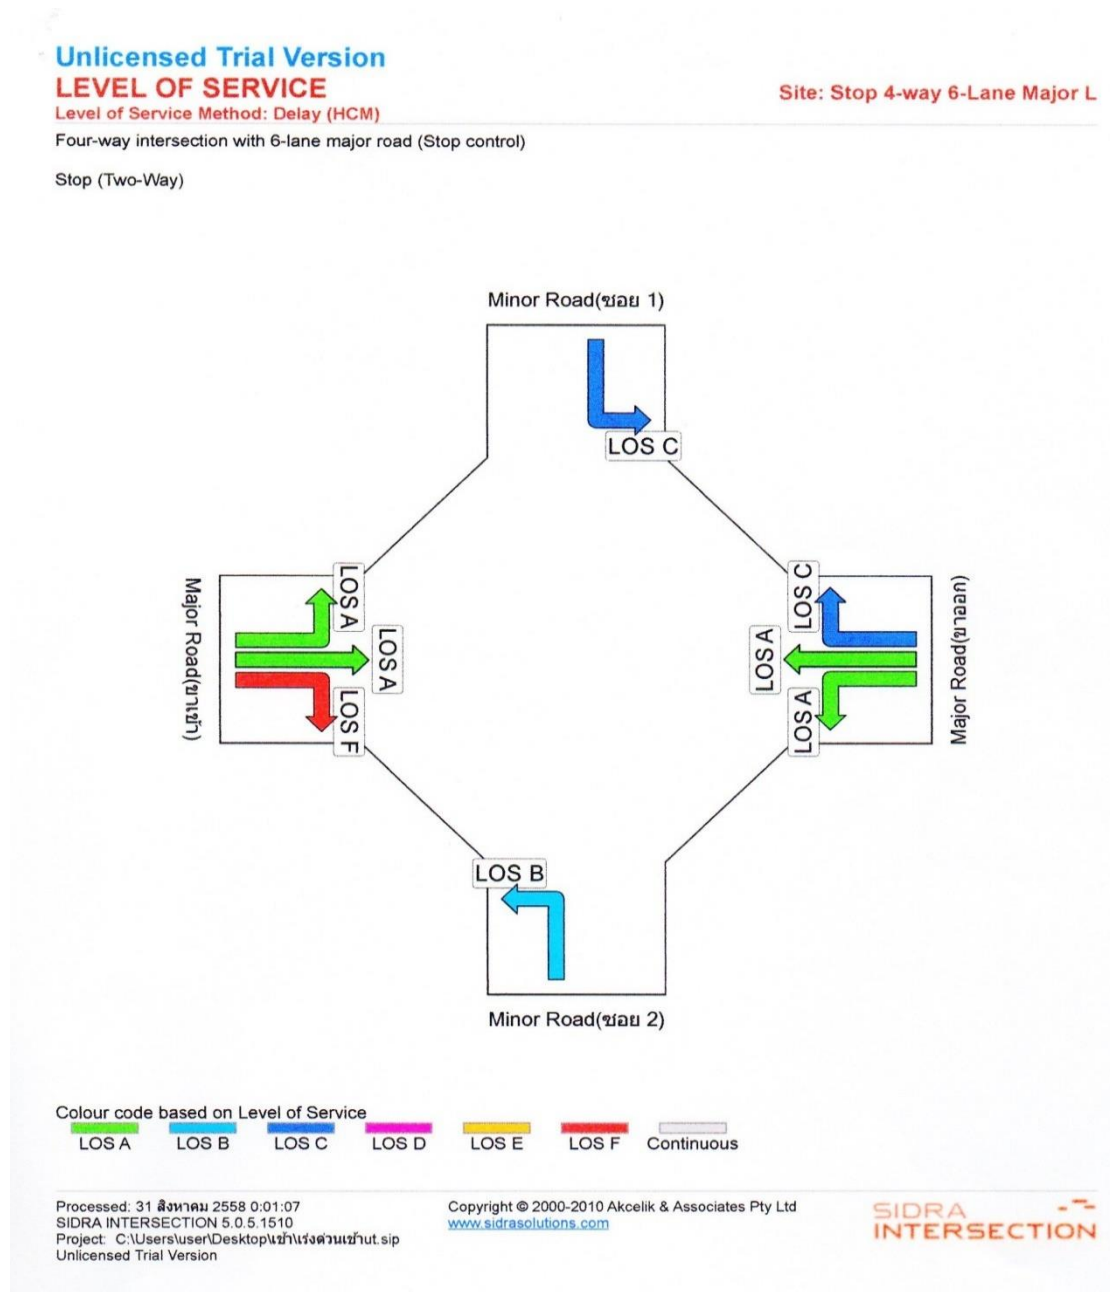 Unlicensed Trial Version
LEVEL OF SERVICE
Site: Stop 4-way 6-Lane Major L
Level of Service Method: Delay (HCM)
Four-way intersection with 6-lane major road (Stop control)
Stop (Two-Way)
Minor Road(ซอย 1)
LOS C
Major Road(ขาเข้า)
LOS A
LOS A
LOS F
LOS C
LOS A
LOS A
Major Road(ขาออก)
LOS B
Minor Road(ซอย 2)
Colour code based on Level of Service
LOS A LOS B LOS C LOS D LOS E LOS F Continuous
Processed: 31 สิงหาคม 2558 0:01:07
SIDRA INTERSECTION 5.0.5.1510
Project: C:\Users\user\Desktop\เช้า\เร่งด่วนเช้าut.sip
Unlicensed Trial Version
Copyright © 2000-2010 Akcelik & Associates Pty Ltd
www.sidrasolutions.com
SIDRA
INTERSECTION